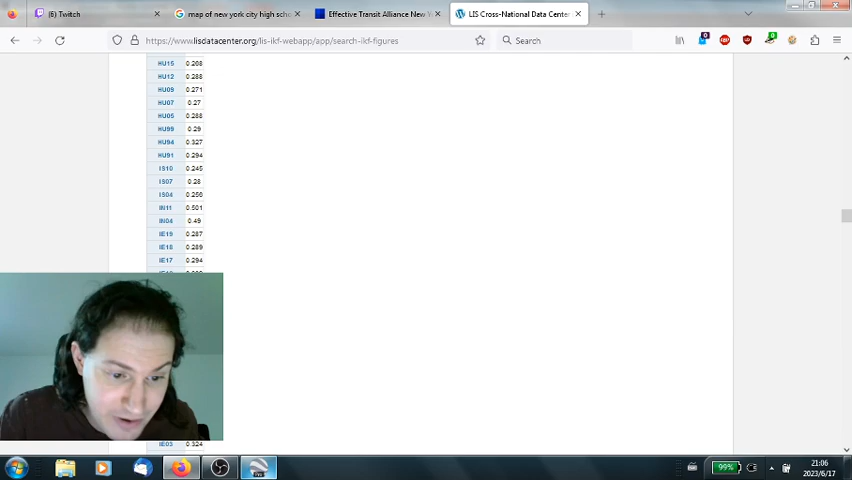 (6) Twitch
map of new york city high scho
Effective Transit Alliance New Y
LIS Cross-National Data Center
https://www.lisdatacenter.org/lis-ikf-webapp/app/search-ikf-figures
Search
HU15 0.208
HU12 0.288
HU09 0.271
HU07 0.27
HU05 0.288
HU99 0.29
HU94 0.327
HU91 0.294
IS10 0.245
IS07 0.28
IS04 0.256
IN11 0.501
IN04 0.49
IE19 0.287
IE18 0.289
IE17 0.294
IE03 0.324
99%
21:06
2023/6/17